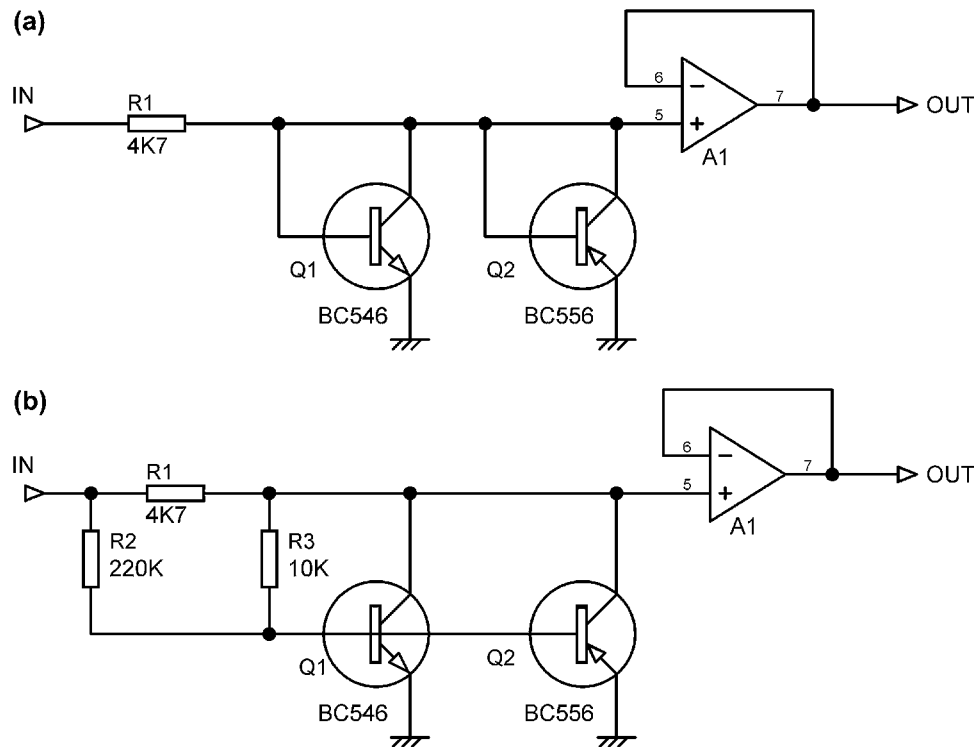 (a)
IN
R1
4K7
6
7
5
OUT
A1
Q1
Q2
BC546
BC556
(b)
IN
R1
4K7
6
7
5
OUT
A1
R2
220K
R3
10K
Q1
Q2
BC546
BC556